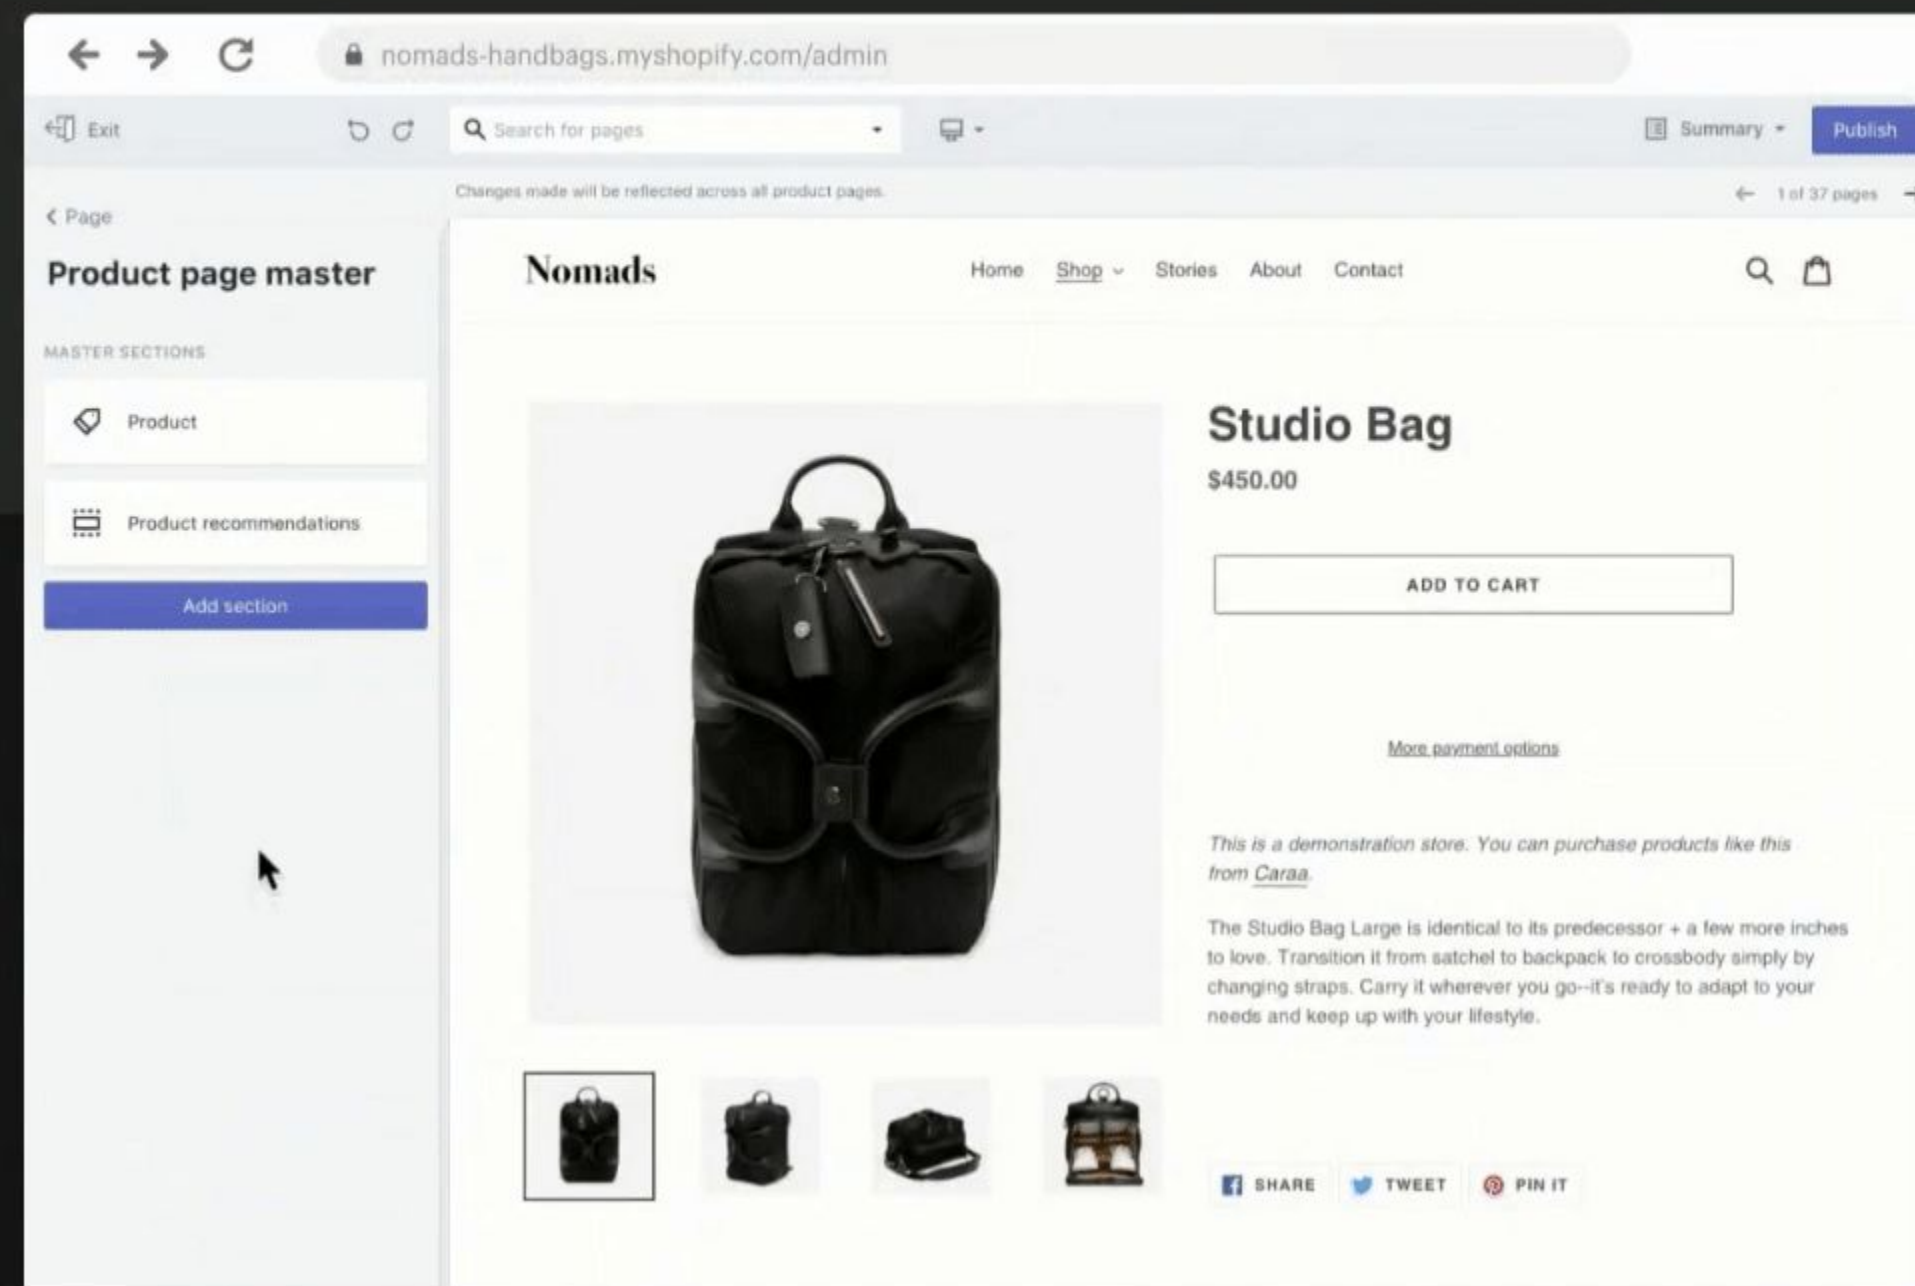 nomads-handbags.myshopify.com/admin
Exit
Search for pages
Summary
Publish
Changes made will be reflected across all product pages.
1 of 37 pages
Page
Product page master
MASTER SECTIONS
Product
Product recommendations
Add section
Nomads
Home Shop Stories About Contact
Studio Bag
$450.00
ADD TO CART
More payment options
This is a demonstration store. You can purchase products like this
from Caraa.
The Studio Bag Large is identical to its predecessor + a few more inches
to love. Transition it from satchel to backpack to crossbody simply by
changing straps. Carry it wherever you go--it's ready to adapt to your
needs and keep up with your lifestyle.
SHARE TWEET PIN IT